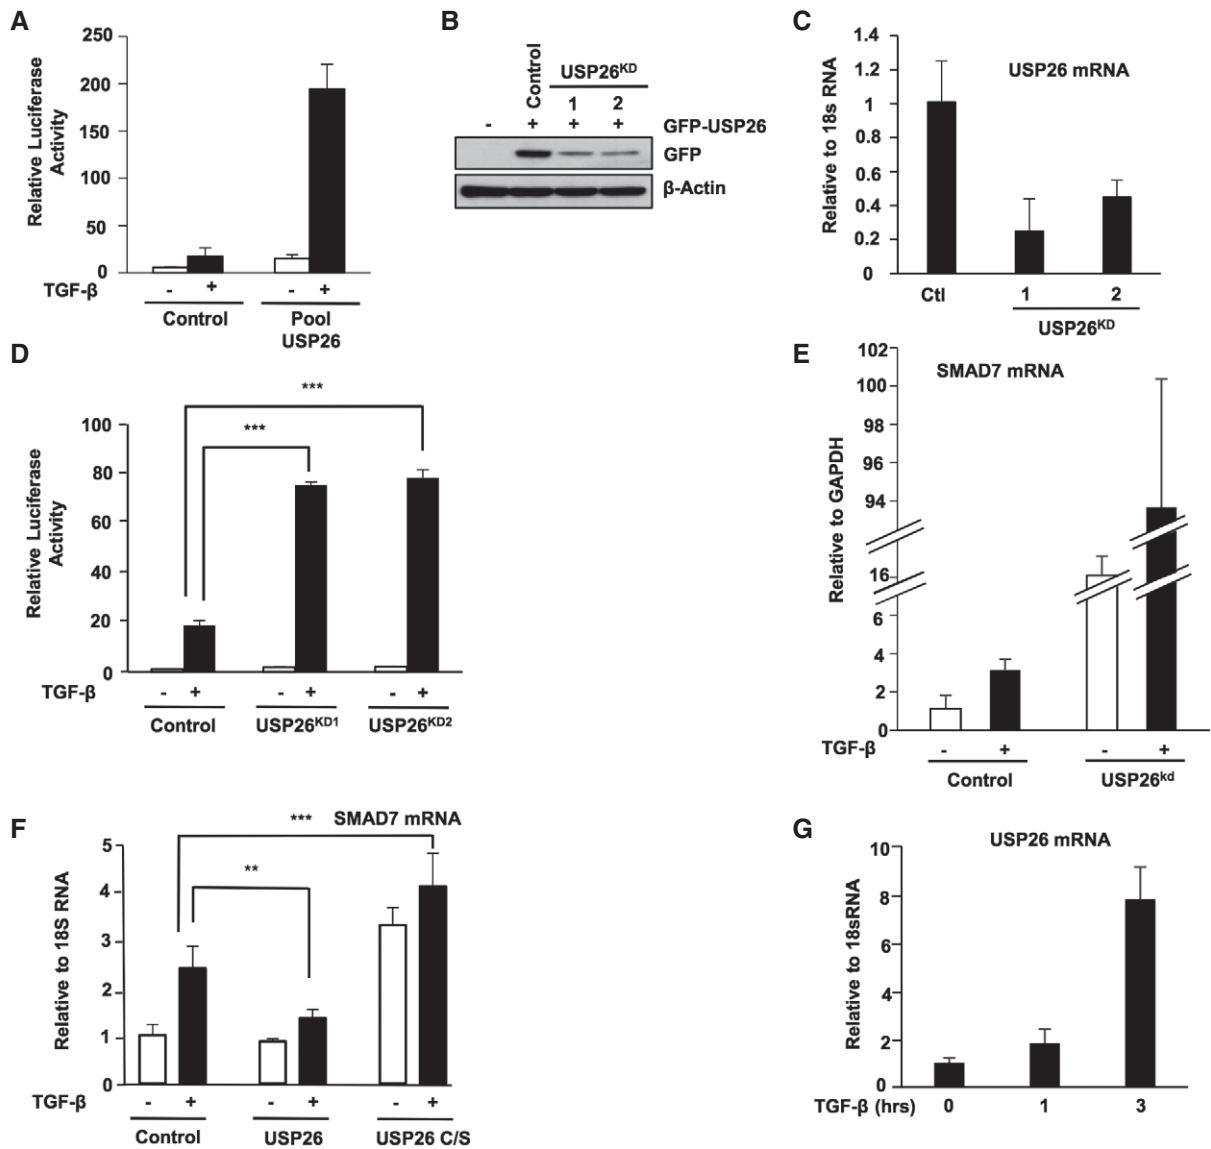 A
Relative Luciferase
Activity
250
200
150
100
50
0
TGF-β - + - +
Control Pool
USP26
B
Control
USP26KD
1 2
- + + + GFP-USP26
GFP
β-Actin
C
Relative to 18s RNA
USP26 mRNA
1.4
1.2
1
0.8
0.6
0.4
0.2
0
Ctl 1 2
USP26KD
D
Relative Luciferase
Activity
***
***
100
80
60
40
20
0
TGF-β - + - + - +
Control USP26KD1 USP26KD2
E
Relative to GAPDH
SMAD7 mRNA
102
100
98
96
94
16
6
4
2
0
TGF-β - + - +
Control USP26kd
F
Relative to 18S RNA
*** SMAD7 mRNA
**
5
4
3
2
1
0
TGF-β - + - + - +
Control USP26 USP26 C/S
G
Relative to 18sRNA
USP26 mRNA
10
8
6
4
2
0
TGF-β (hrs) 0 1 3